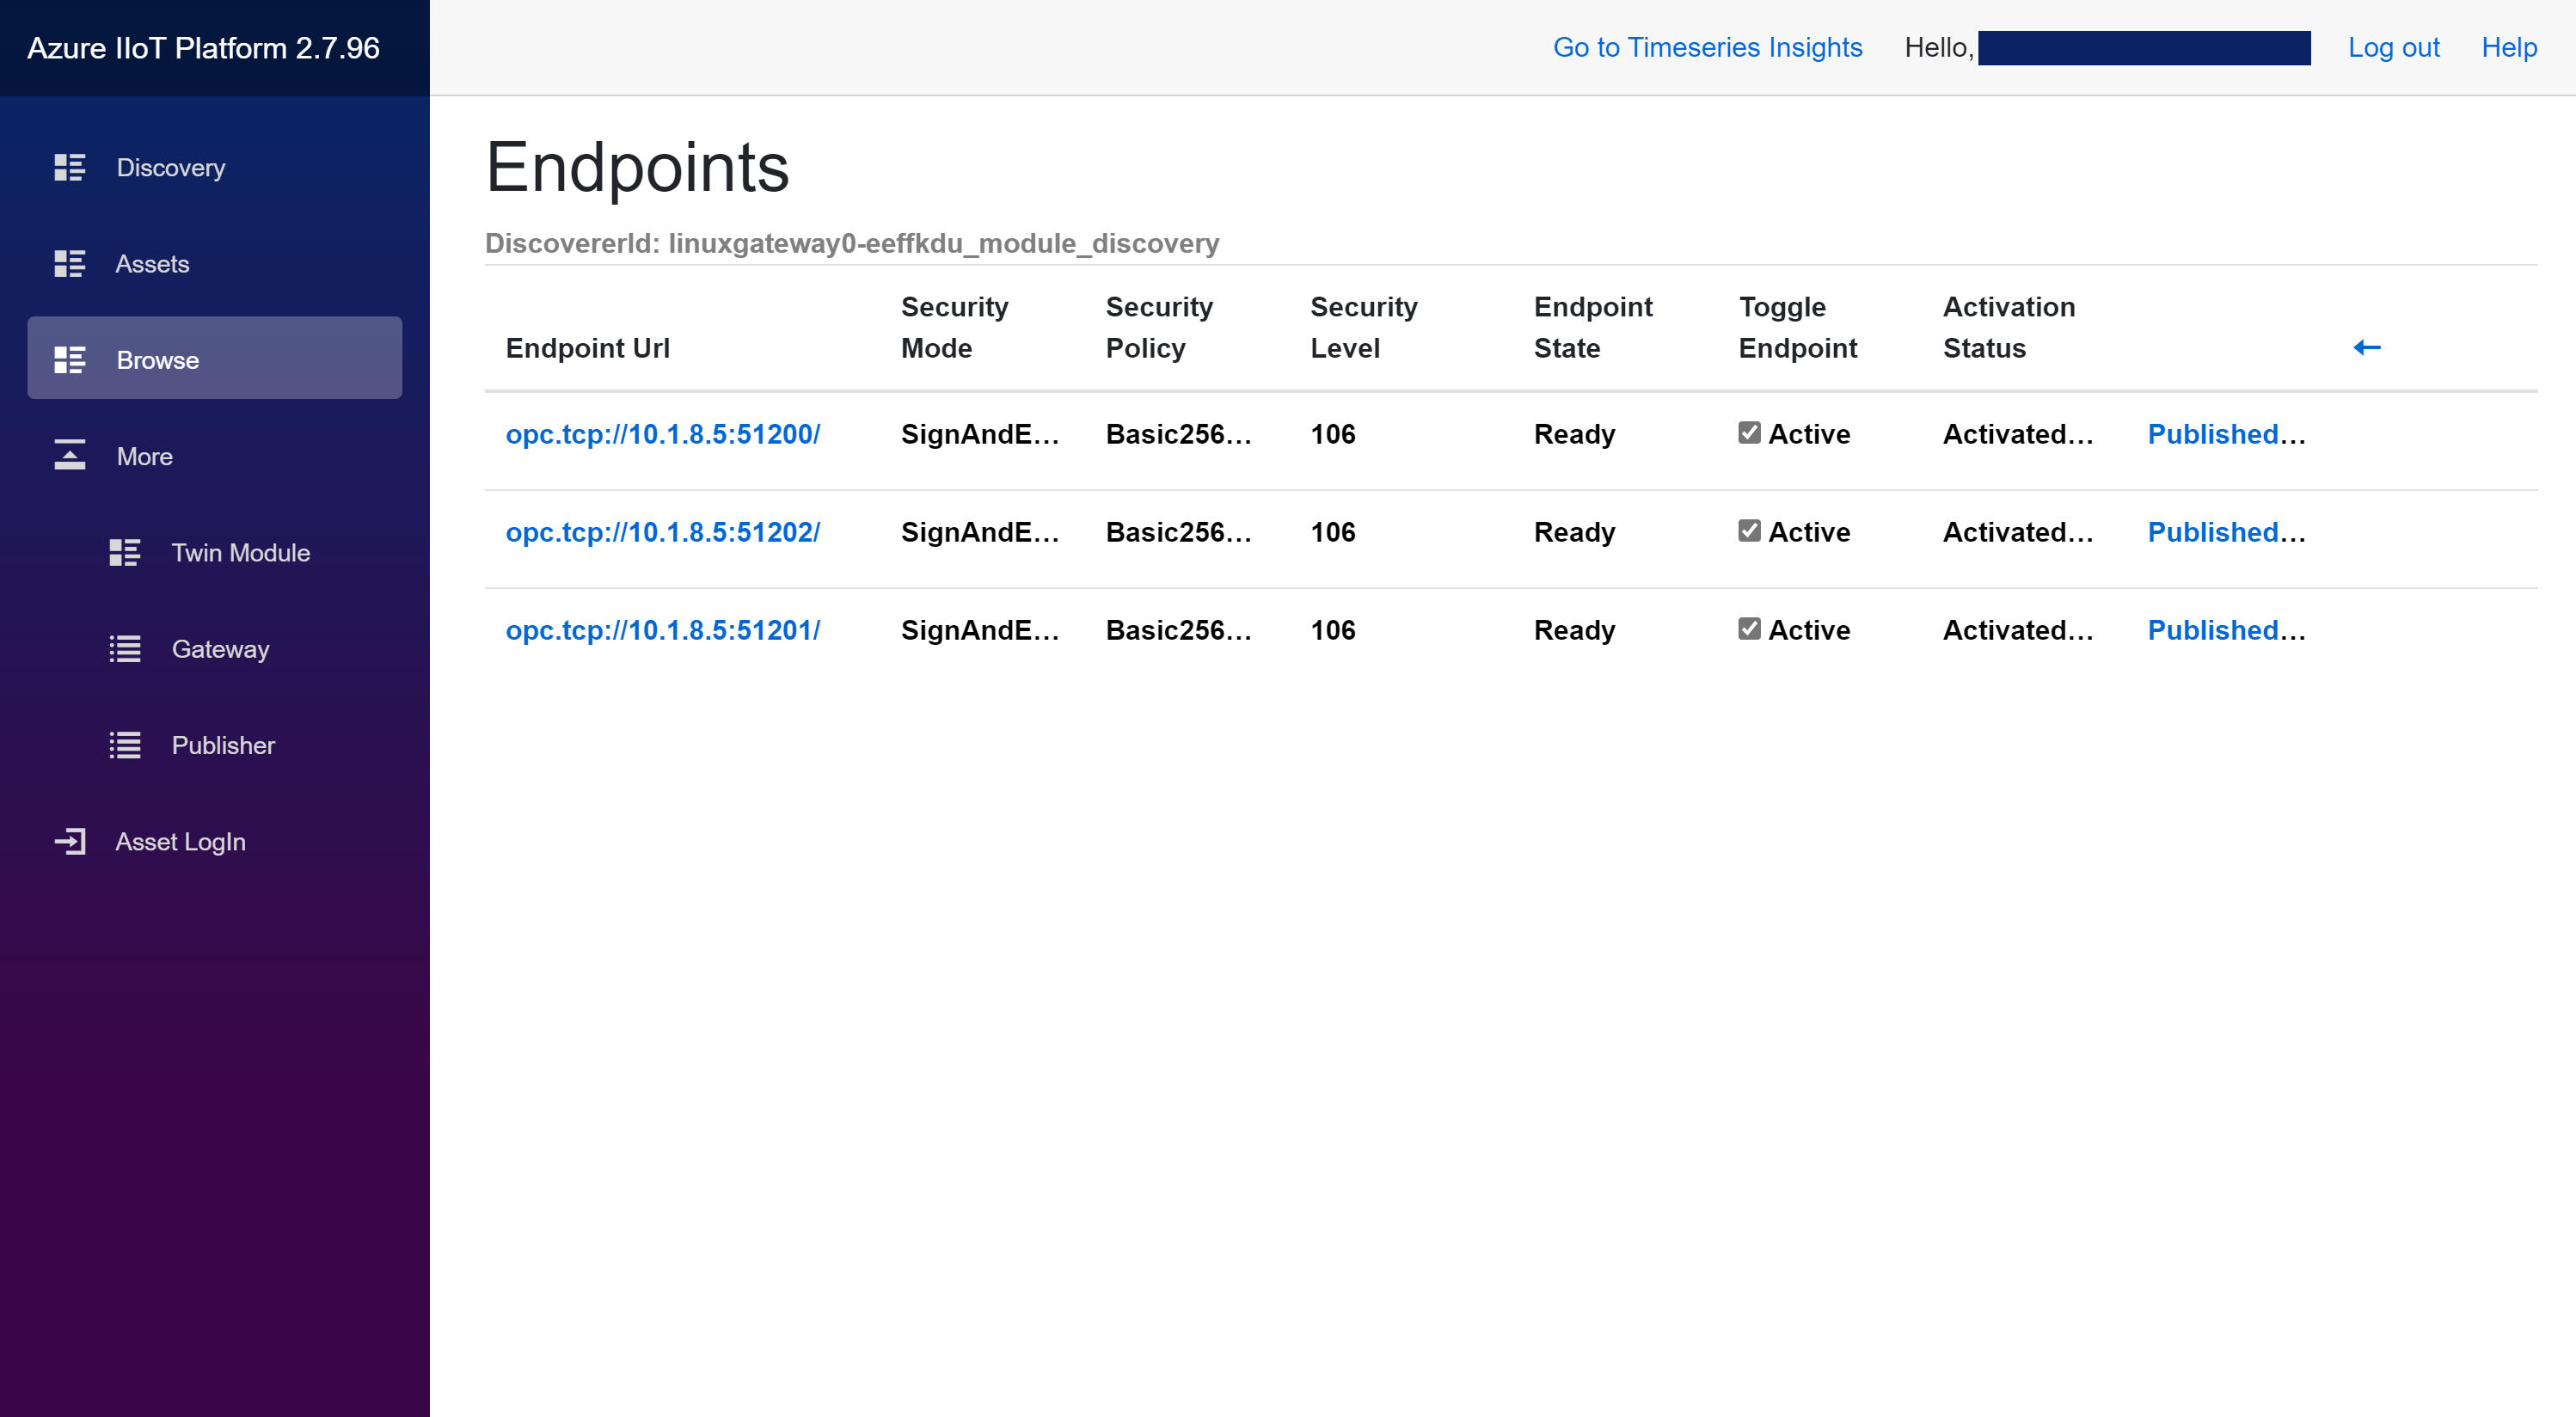 Azure IIoT Platform 2.7.96
Go to Timeseries Insights Hello, Log out Help
Discovery
Assets
Browse
More
Twin Module
Gateway
Publisher
Asset LogIn
Endpoints
DiscovererId: linuxgateway0-eeffkdu_module_discovery
Endpoint Url Security Mode Security Policy Security Level Endpoint State Toggle Endpoint Activation Status
opc.tcp://10.1.8.5:51200/ SignAndE... Basic256... 106 Ready Active Activated... Published...
opc.tcp://10.1.8.5:51202/ SignAndE... Basic256... 106 Ready Active Activated... Published...
opc.tcp://10.1.8.5:51201/ SignAndE... Basic256... 106 Ready Active Activated... Published...